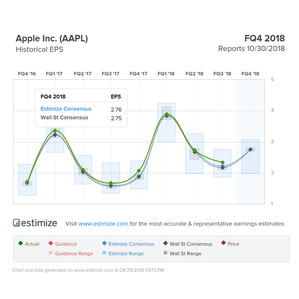 Apple Inc. (AAPL)
FQ4 2018
Historical EPS
Reports 10/30/2018
FQ4 '16 FQ1 '17 FQ2 '17 FQ3 '17 FQ4 '17 FQ1 '18 FQ2 '18 FQ3 '18 FQ4 '18
5
4
3
2
1
FQ4 2018 EPS
Estimize Consensus 2.76
Wall St Consensus 2.75
estimize Visit www.estimize.com for the most accurate & representative earnings estimates
Actual Guidance Estimize Consensus Wall St Consensus Price
Guidance Range Estimize Range Wall St Range
Chart and data generated on www.estimize.com at 08/29/2018 09:12PM